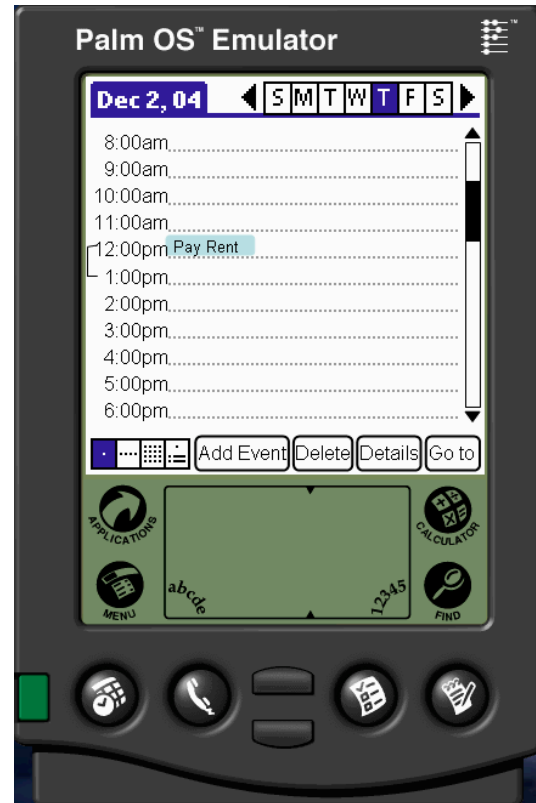 Palm OS™ Emulator
™
Dec 2, 04 S M T W T F S
8:00am
9:00am
10:00am
11:00am
12:00pm Pay Rent
1:00pm
2:00pm
3:00pm
4:00pm
5:00pm
6:00pm
Add Event Delete Details Go to
APPLICATIONS
CALCULATOR
MENU
abcde
12345
FIND